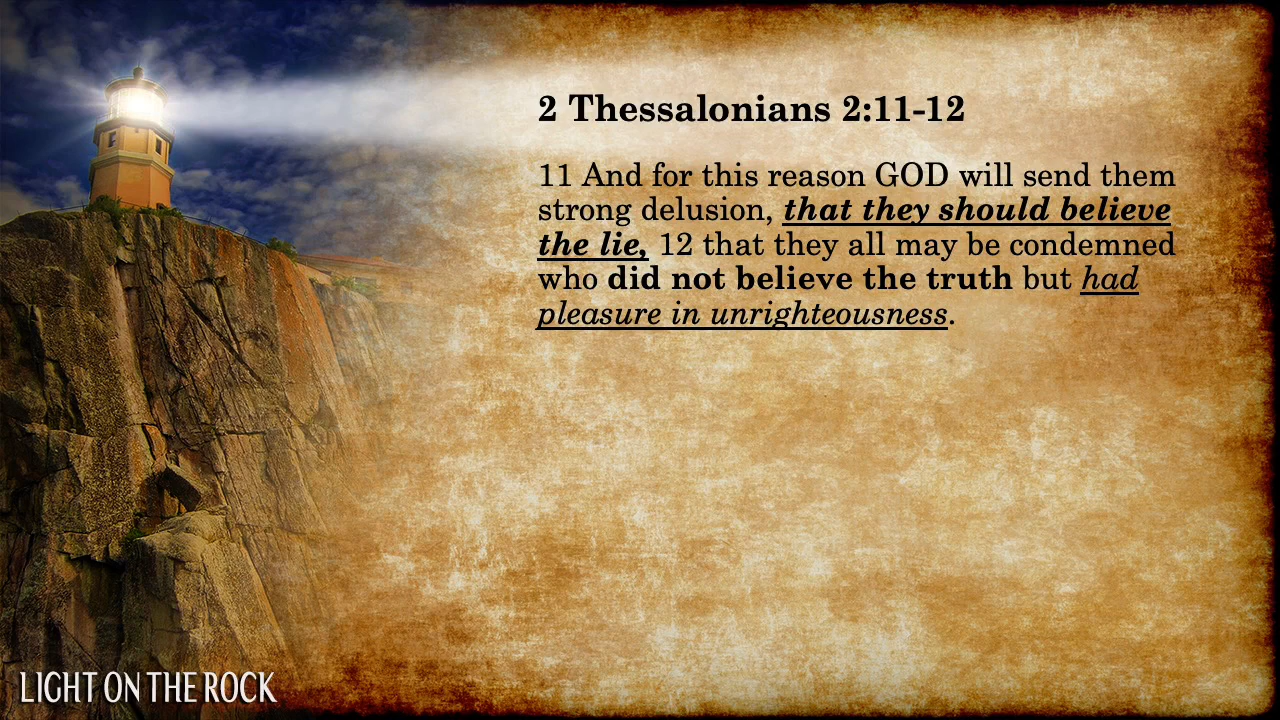 2 Thessalonians 2:11-12
11 And for this reason GOD will send them
strong delusion, that they should believe
the lie, 12 that they all may be condemned
who did not believe the truth but had
pleasure in unrighteousness.
LIGHT ON THE ROCK